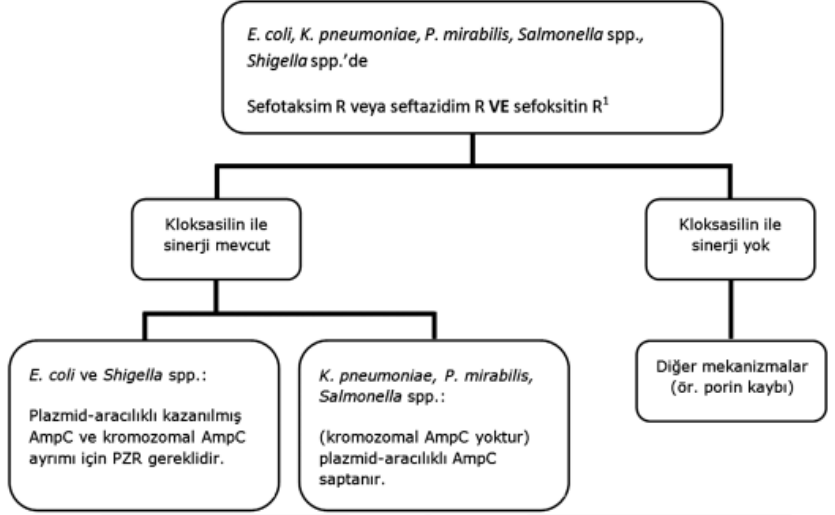 E. coli, K. pneumoniae, P. mirabilis, Salmonella spp.,
Shigella spp.'de
Sefotaksim R veya seftazidim R VE sefoksitin R¹
Kloksasilin ile
sinerji mevcut
Kloksasilin ile
sinerji yok
E. coli ve Shigella spp.:
Plazmid-aracılıklı kazanılmış
AmpC ve kromozomal AmpC
ayrımı için PZR gereklidir.
K. pneumoniae, P. mirabilis,
Salmonella spp.:
(kromozomal AmpC yoktur)
plazmid-aracılıklı AmpC
saptanır.
Diğer mekanizmalar
(ör. porin kaybı)